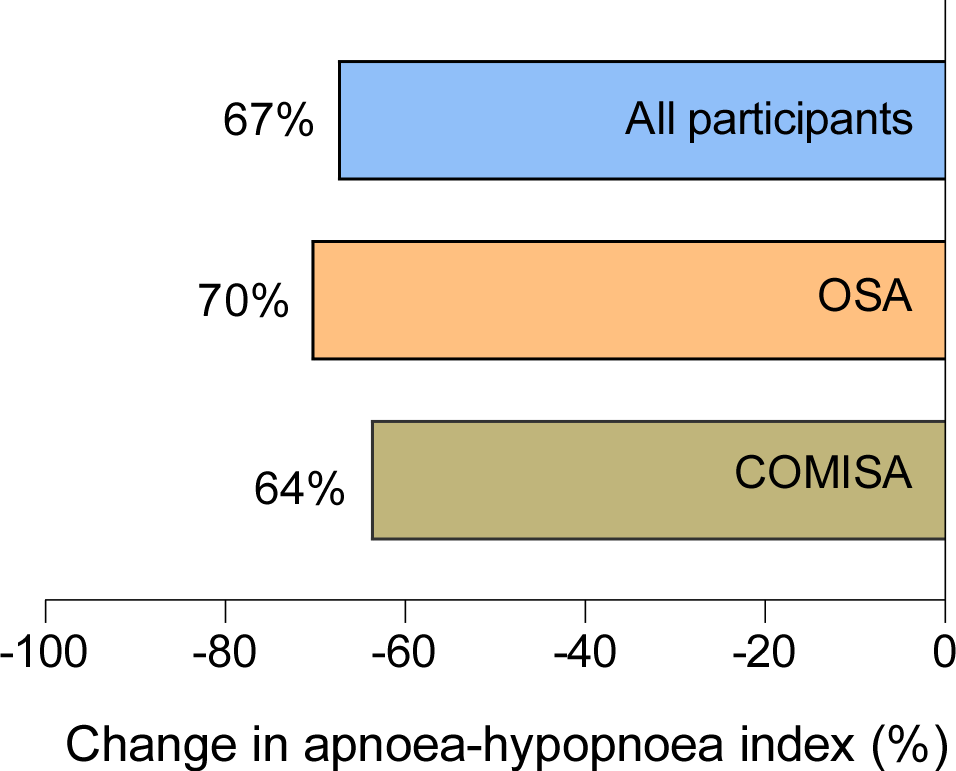 67% All participants
70% OSA
64% COMISA
-100 -80 -60 -40 -20 0
Change in apnoea-hypopnoea index (%)